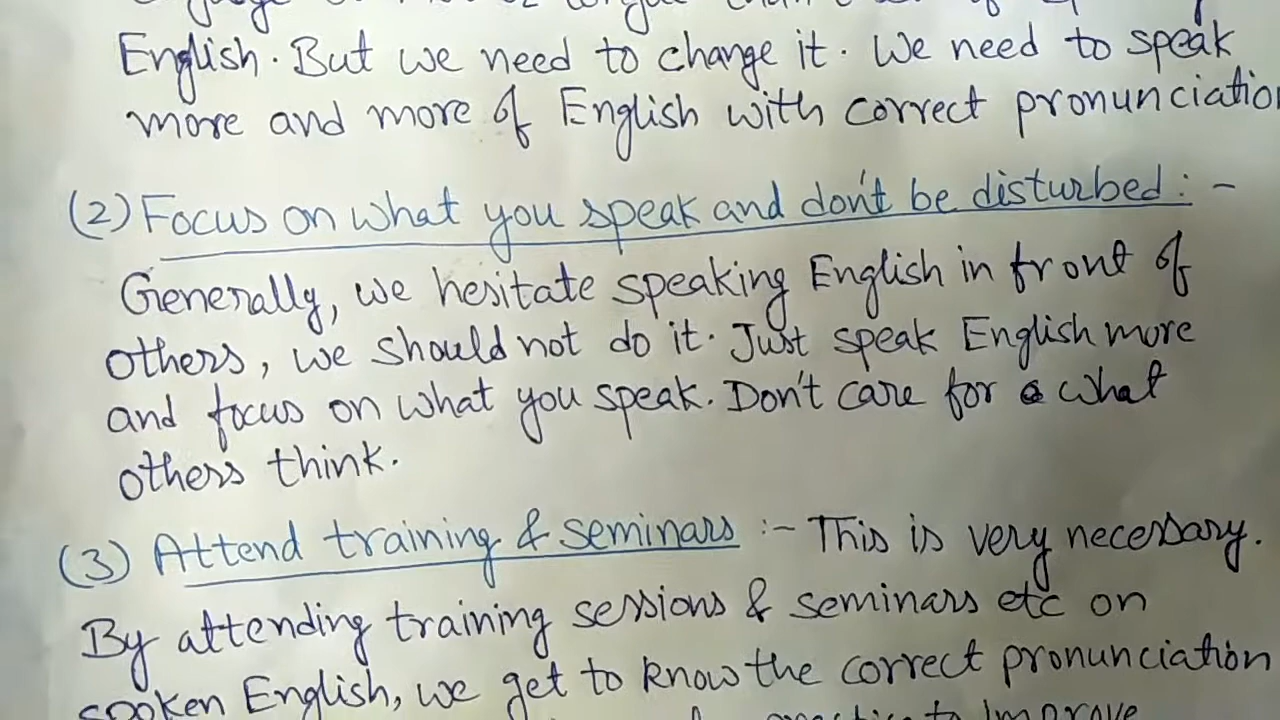 English. But we need to change it. We need to speak
more and more of English with correct pronunciatio
(2) Focus on what you speak and don't be disturbed : -
Generally, we hesitate speaking English in front of
others, we should not do it. Just speak English more
and focus on what you speak. Don't care for what
others think.
(3) Attend training & seminars :- This is very necessary.
By attending training sessions & seminars etc on
spoken English, we get to know the correct pronunciation
to improve